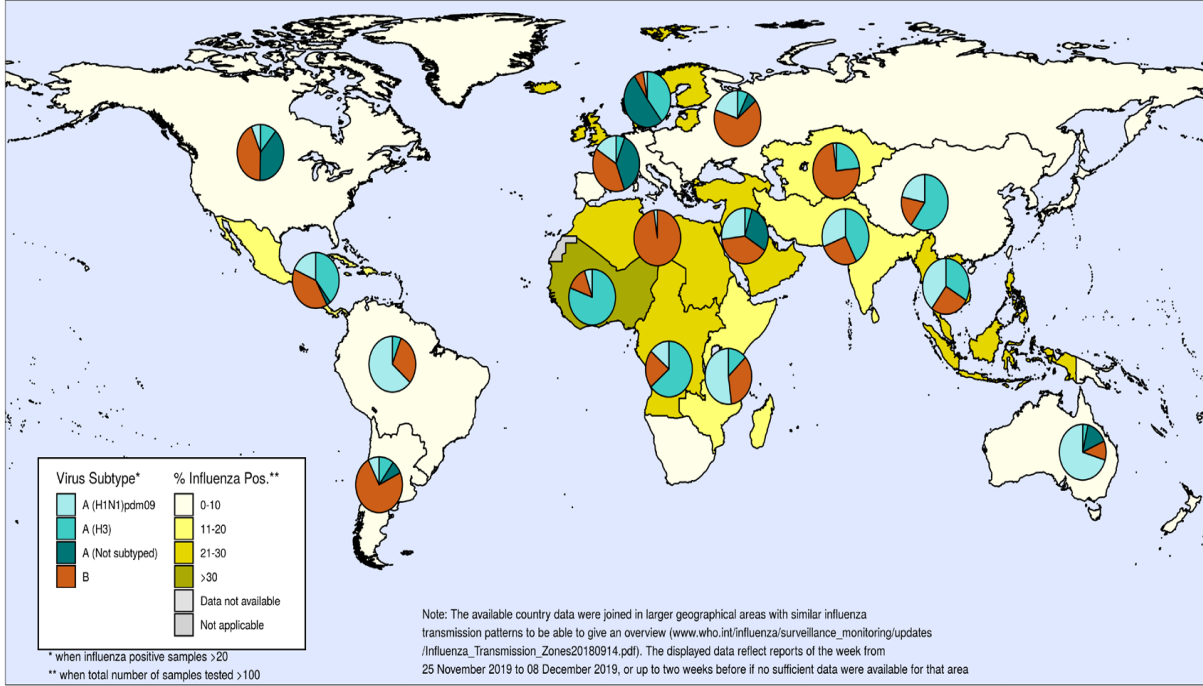 Virus Subtype*
A (H1N1)pdm09
A (H3)
A (Not subtyped)
B
% Influenza Pos.**
0-10
11-20
21-30
>30
Data not available
Not applicable
* when influenza positive samples >20
** when total number of samples tested >100
Note: The available country data were joined in larger geographical areas with similar influenza
transmission patterns to be able to give an overview (www.who.int/influenza/surveillance_monitoring/updates
/Influenza_Transmission_Zones20180914.pdf). The displayed data reflect reports of the week from
25 November 2019 to 08 December 2019, or up to two weeks before if no sufficient data were available for that area